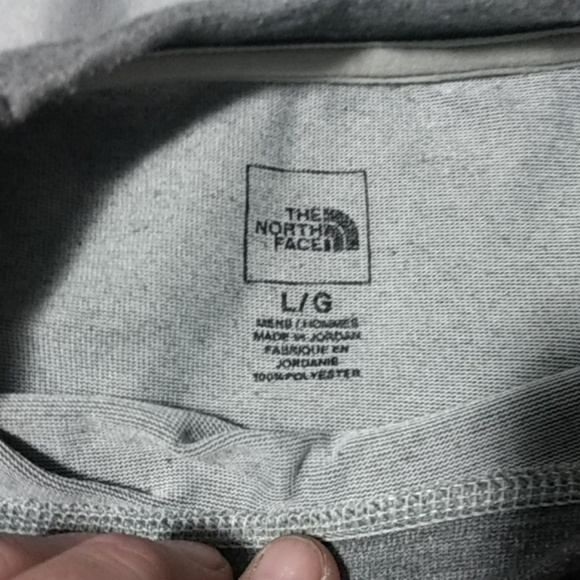 THE
NORTH
FACE
L/G
MENS / HOMMES
MADE IN JORDAN
FABRIQUE EN
JORDANIE
100% POLYESTER